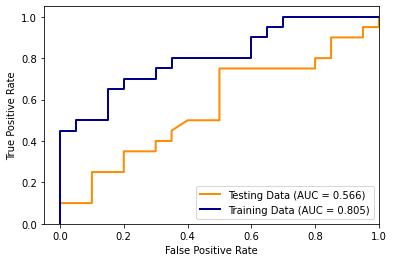 1.0
0.8
0.6
0.4
0.2
0.0
True Positive Rate
Testing Data (AUC = 0.566)
Training Data (AUC = 0.805)
0.0 0.2 0.4 0.6 0.8 1.0
False Positive Rate